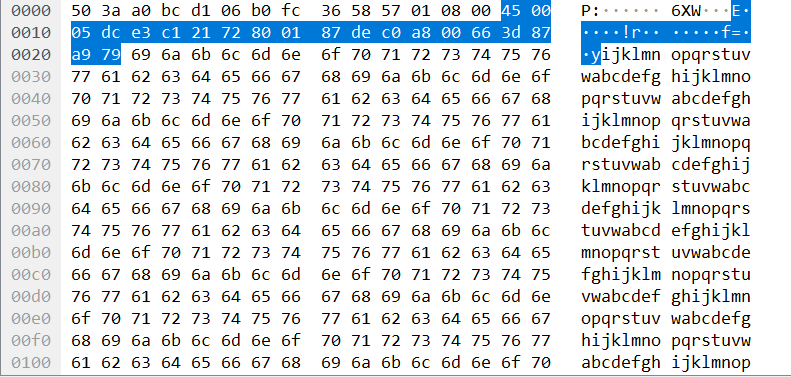 0000 50 3a a0 bc d1 06 b0 fc 36 58 57 01 08 00 45 00 P:······ 6XW···E·
0010 05 dc e3 c1 21 72 80 01 87 de c0 a8 00 66 3d 87 ····!r·· ·····f=·
0020 a9 79 69 6a 6b 6c 6d 6e 6f 70 71 72 73 74 75 76 ·yijklmn opqrstuv
0030 77 61 62 63 64 65 66 67 68 69 6a 6b 6c 6d 6e 6f wabcdefg hijklmno
0040 70 71 72 73 74 75 76 77 61 62 63 64 65 66 67 68 pqrstuvw abcdefgh
0050 69 6a 6b 6c 6d 6e 6f 70 71 72 73 74 75 76 77 61 ijklmnop qrstuvwa
0060 62 63 64 65 66 67 68 69 6a 6b 6c 6d 6e 6f 70 71 bcdefghi jklmnopq
0070 72 73 74 75 76 77 61 62 63 64 65 66 67 68 69 6a rstuvwab cdefghij
0080 6b 6c 6d 6e 6f 70 71 72 73 74 75 76 77 61 62 63 klmnopqr stuvwabc
0090 64 65 66 67 68 69 6a 6b 6c 6d 6e 6f 70 71 72 73 defghijk lmnopqrs
00a0 74 75 76 77 61 62 63 64 65 66 67 68 69 6a 6b 6c tuvwabcd efghijkl
00b0 6d 6e 6f 70 71 72 73 74 75 76 77 61 62 63 64 65 mnopqrst uvwabcde
00c0 66 67 68 69 6a 6b 6c 6d 6e 6f 70 71 72 73 74 75 fghijklm nopqrstu
00d0 76 77 61 62 63 64 65 66 67 68 69 6a 6b 6c 6d 6e vwabcdef ghijklmn
00e0 6f 70 71 72 73 74 75 76 77 61 62 63 64 65 66 67 opqrstuv wabcdefg
00f0 68 69 6a 6b 6c 6d 6e 6f 70 71 72 73 74 75 76 77 hijklmno pqrstuvw
0100 61 62 63 64 65 66 67 68 69 6a 6b 6c 6d 6e 6f 70 abcdefgh ijklmnop